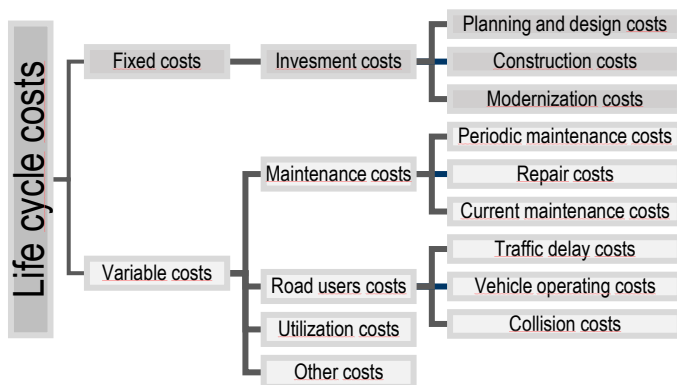 Life cycle costs
Fixed costs
Invesment costs
Planning and design costs
Construction costs
Modernization costs
Variable costs
Maintenance costs
Periodic maintenance costs
Repair costs
Current maintenance costs
Road users costs
Traffic delay costs
Vehicle operating costs
Collision costs
Utilization costs
Other costs